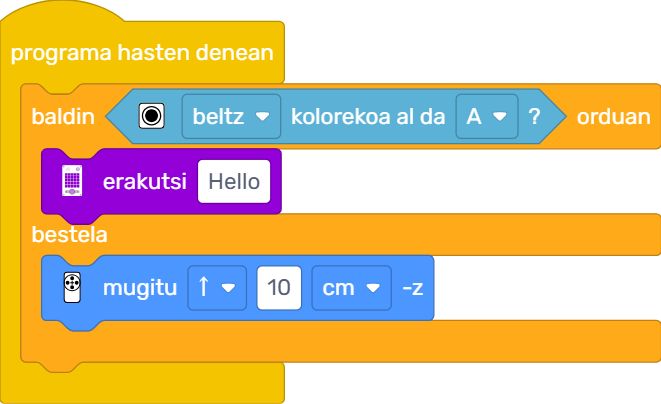 programa hasten denean
baldin beltz kolorekoa al da A ? orduan
erakutsi Hello
bestela
mugitu ↑ 10 cm -z